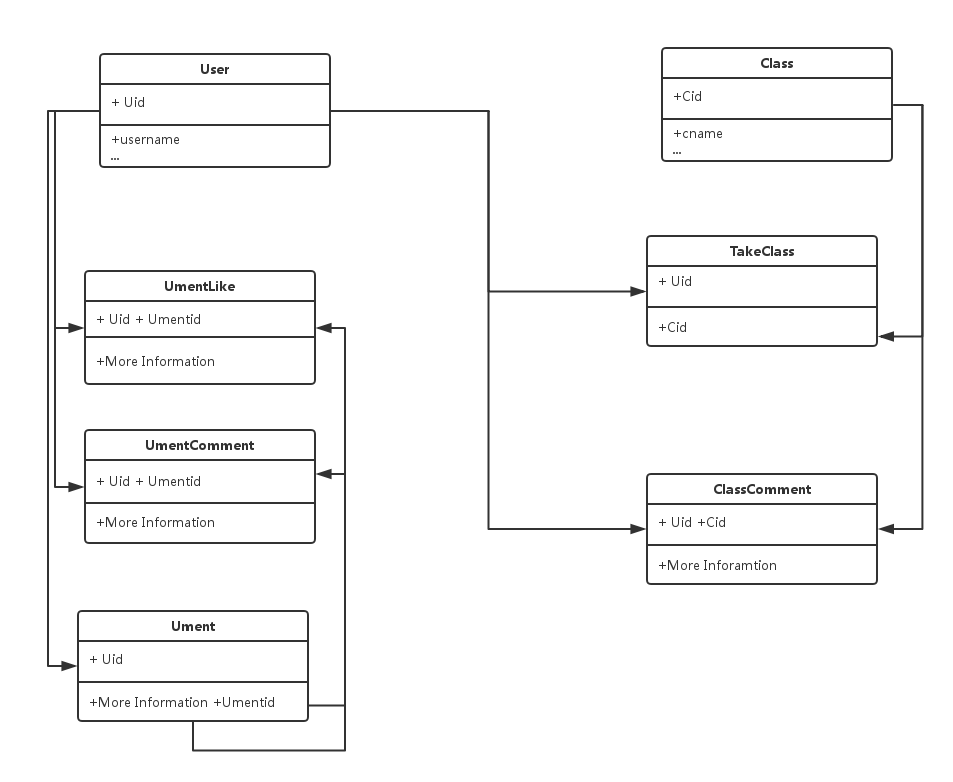 User
+ Uid
+username
...
Class
+Cid
+cname
...
TakeClass
+ Uid
+Cid
UmentLike
+ Uid + Umentid
+More Information
UmentComment
+ Uid + Umentid
+More Information
ClassComment
+ Uid +Cid
+More Inforamtion
Ument
+ Uid
+More Information +Umentid